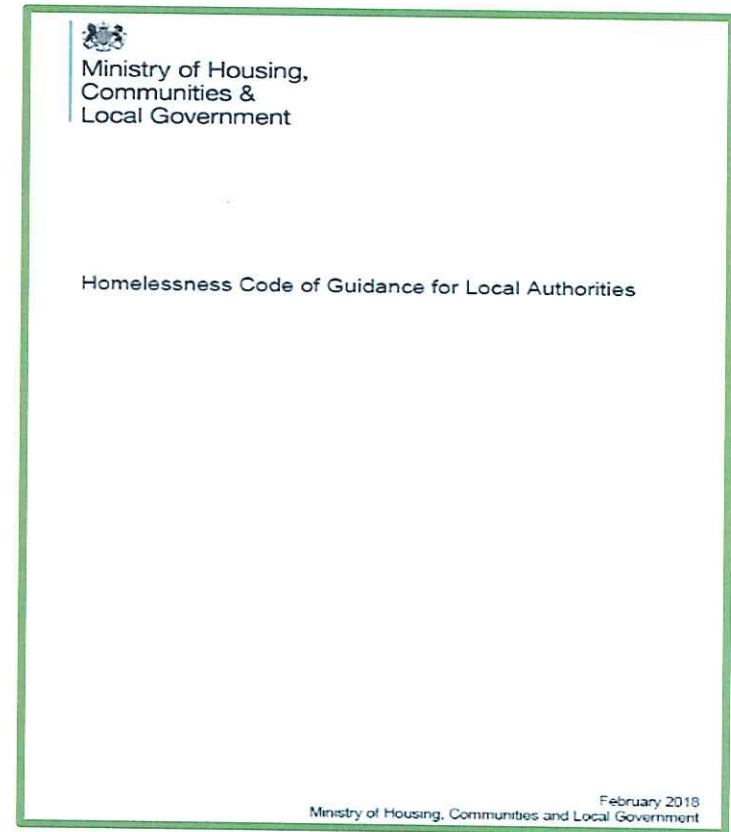 Ministry of Housing,
Communities &
Local Government
Homelessness Code of Guidance for Local Authorities
February 2018
Ministry of Housing, Communities and Local Government